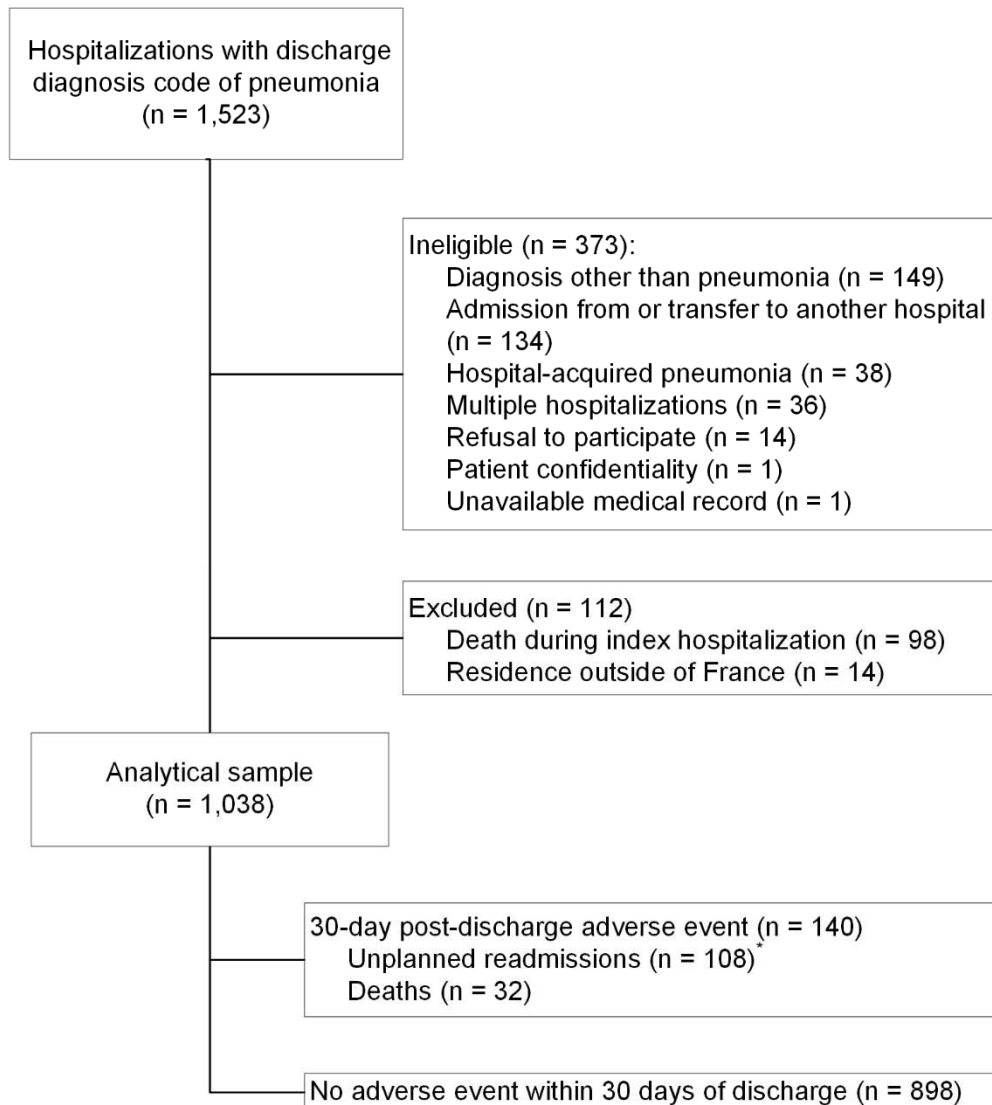 Hospitalizations with discharge
diagnosis code of pneumonia
(n = 1,523)
Ineligible (n = 373):
Diagnosis other than pneumonia (n = 149)
Admission from or transfer to another hospital
(n = 134)
Hospital-acquired pneumonia (n = 38)
Multiple hospitalizations (n = 36)
Refusal to participate (n = 14)
Patient confidentiality (n = 1)
Unavailable medical record (n = 1)
Excluded (n = 112)
Death during index hospitalization (n = 98)
Residence outside of France (n = 14)
Analytical sample
(n = 1,038)
30-day post-discharge adverse event (n = 140)
Unplanned readmissions (n = 108)*
Deaths (n = 32)
No adverse event within 30 days of discharge (n = 898)